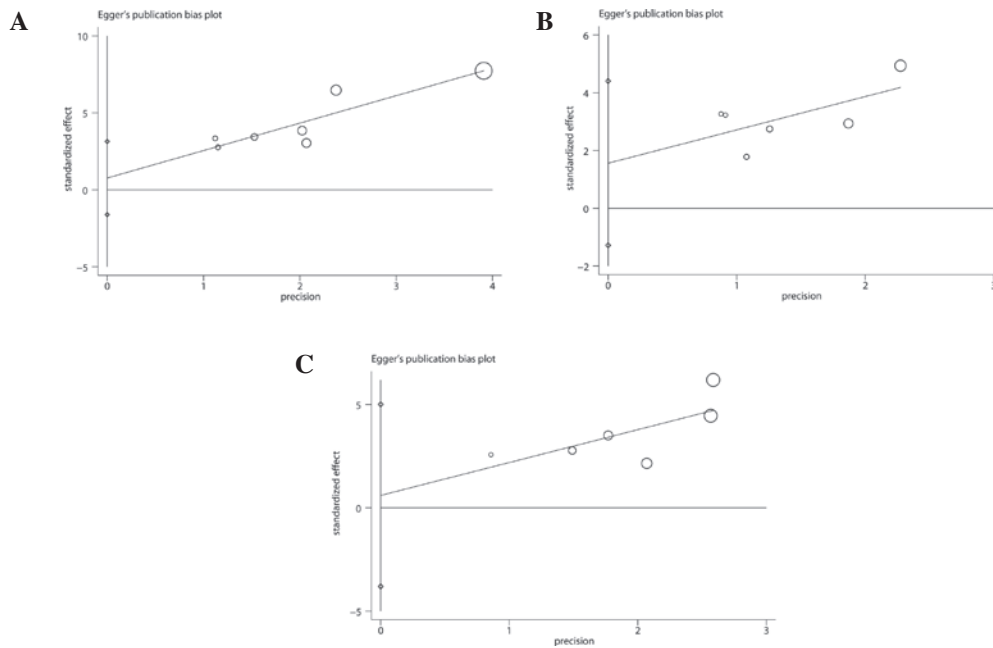 A
Egger's publication bias plot
standardized effect
10
5
0
−5
0 1 2 3 4
precision
B
Egger's publication bias plot
standardized effect
6
4
2
0
−2
0 1 2 3
precision
C
Egger's publication bias plot
standardized effect
5
0
−5
0 1 2 3
precision